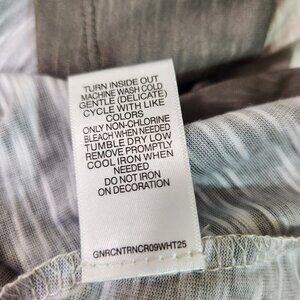 TURN INSIDE OUT
MACHINE WASH COLD
GENTLE (DELICATE)
CYCLE WITH LIKE
COLORS
ONLY NON-CHLORINE
BLEACH WHEN NEEDED
TUMBLE DRY LOW
REMOVE PROMPTLY
COOL IRON WHEN
NEEDED
DO NOT IRON
ON DECORATION
GNRCNTRNCR09WHT25